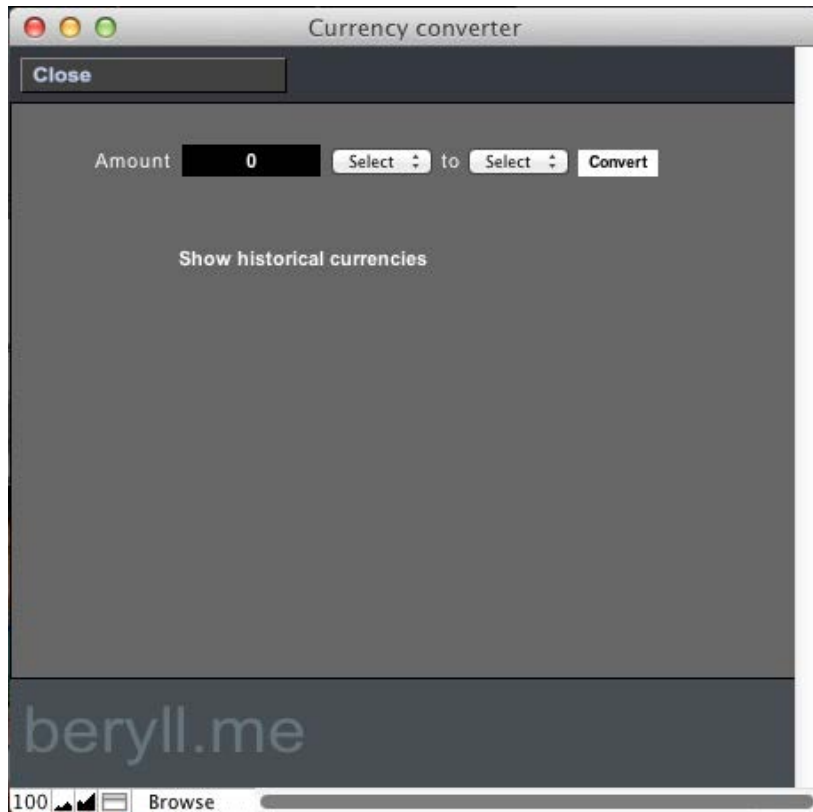 Currency converter
Close
Amount 0 Select to Select Convert
Show historical currencies
beryll.me
100 Browse